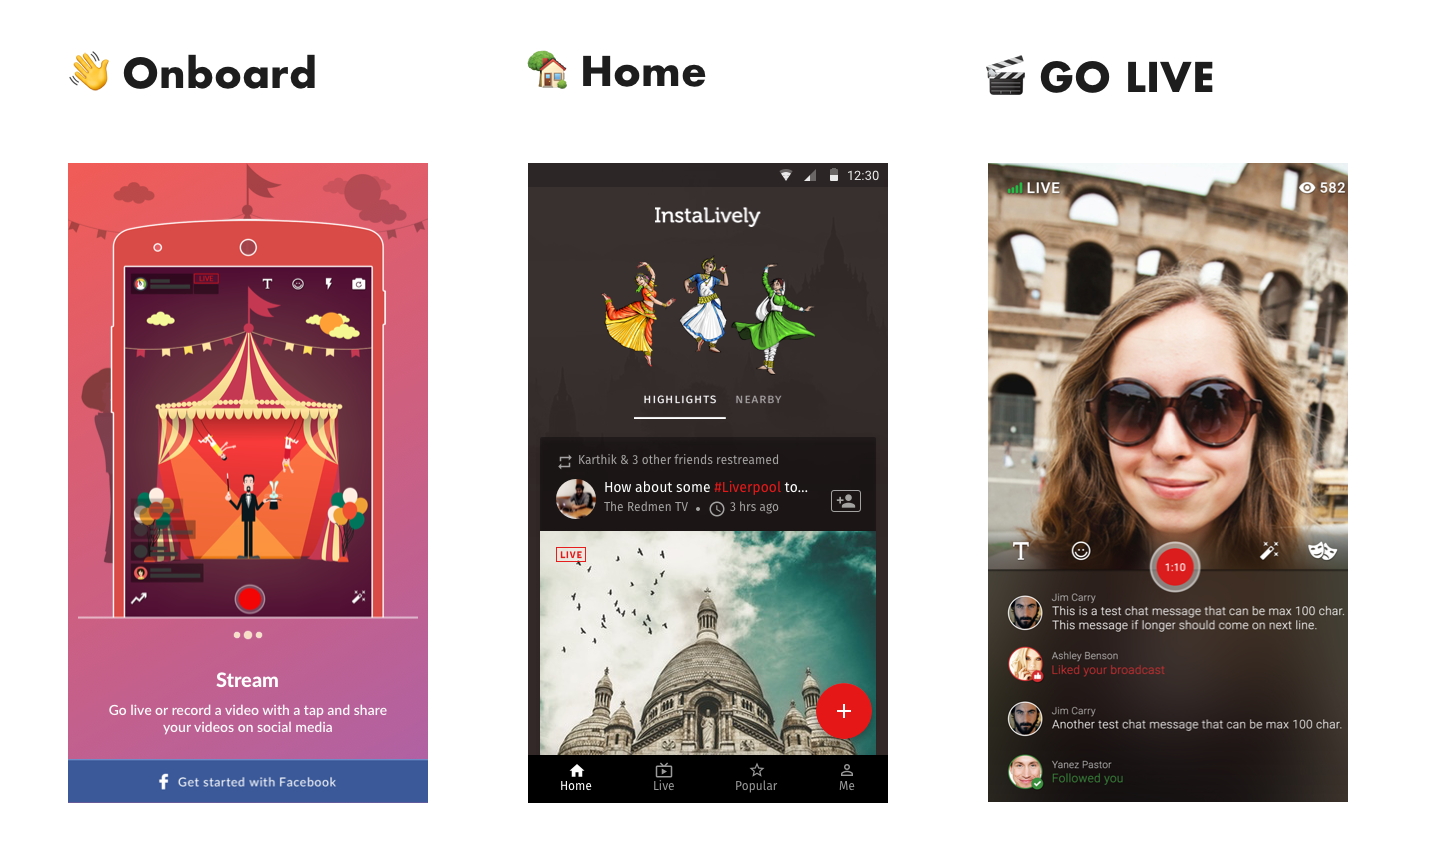 Onboard
Home
GO LIVE
LIVE
T
Stream
Go live or record a video with a tap and share
your videos on social media
f Get started with Facebook
12:30
InstaLively
HIGHLIGHTS NEARBY
Karthik & 3 other friends restreamed
How about some #Liverpool to...
The Redmen TV • 3 hrs ago
LIVE
+
Home Live Popular Me
LIVE 582
T
1:10
Jim Carry
This is a test chat message that can be max 100 char.
This message if longer should come on next line.
Ashley Benson
Liked your broadcast
Jim Carry
Another test chat message that can be max 100 char.
Yanez Pastor
Followed you